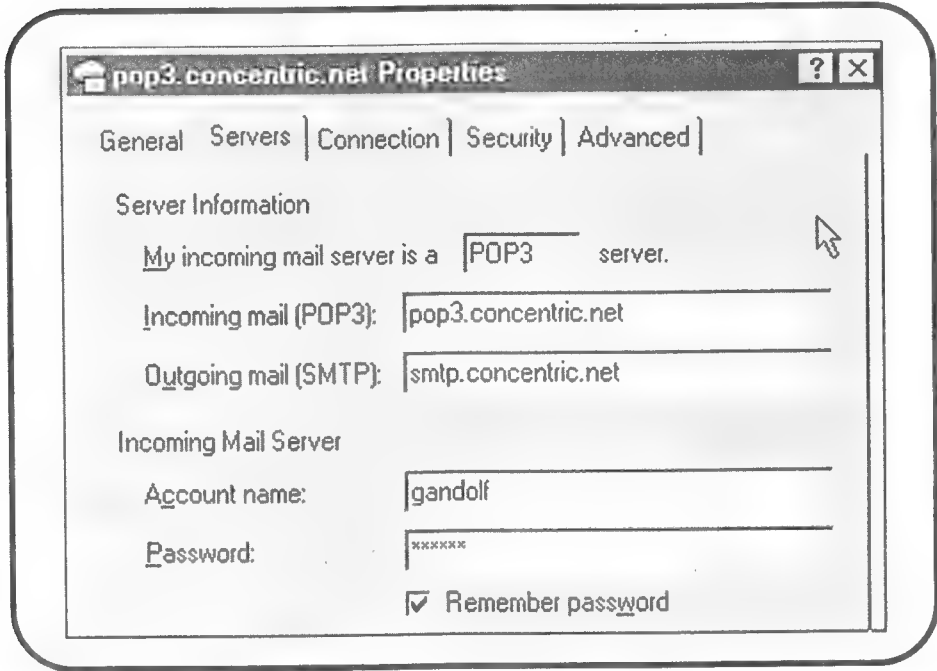 pop3.concentric.net Properties ? X
General Servers Connection Security Advanced
Server Information
My incoming mail server is a POP3 server.
Incoming mail (POP3): pop3.concentric.net
Outgoing mail (SMTP): smtp.concentric.net
Incoming Mail Server
Account name: gandolf
Password: xxxxxx
Remember password